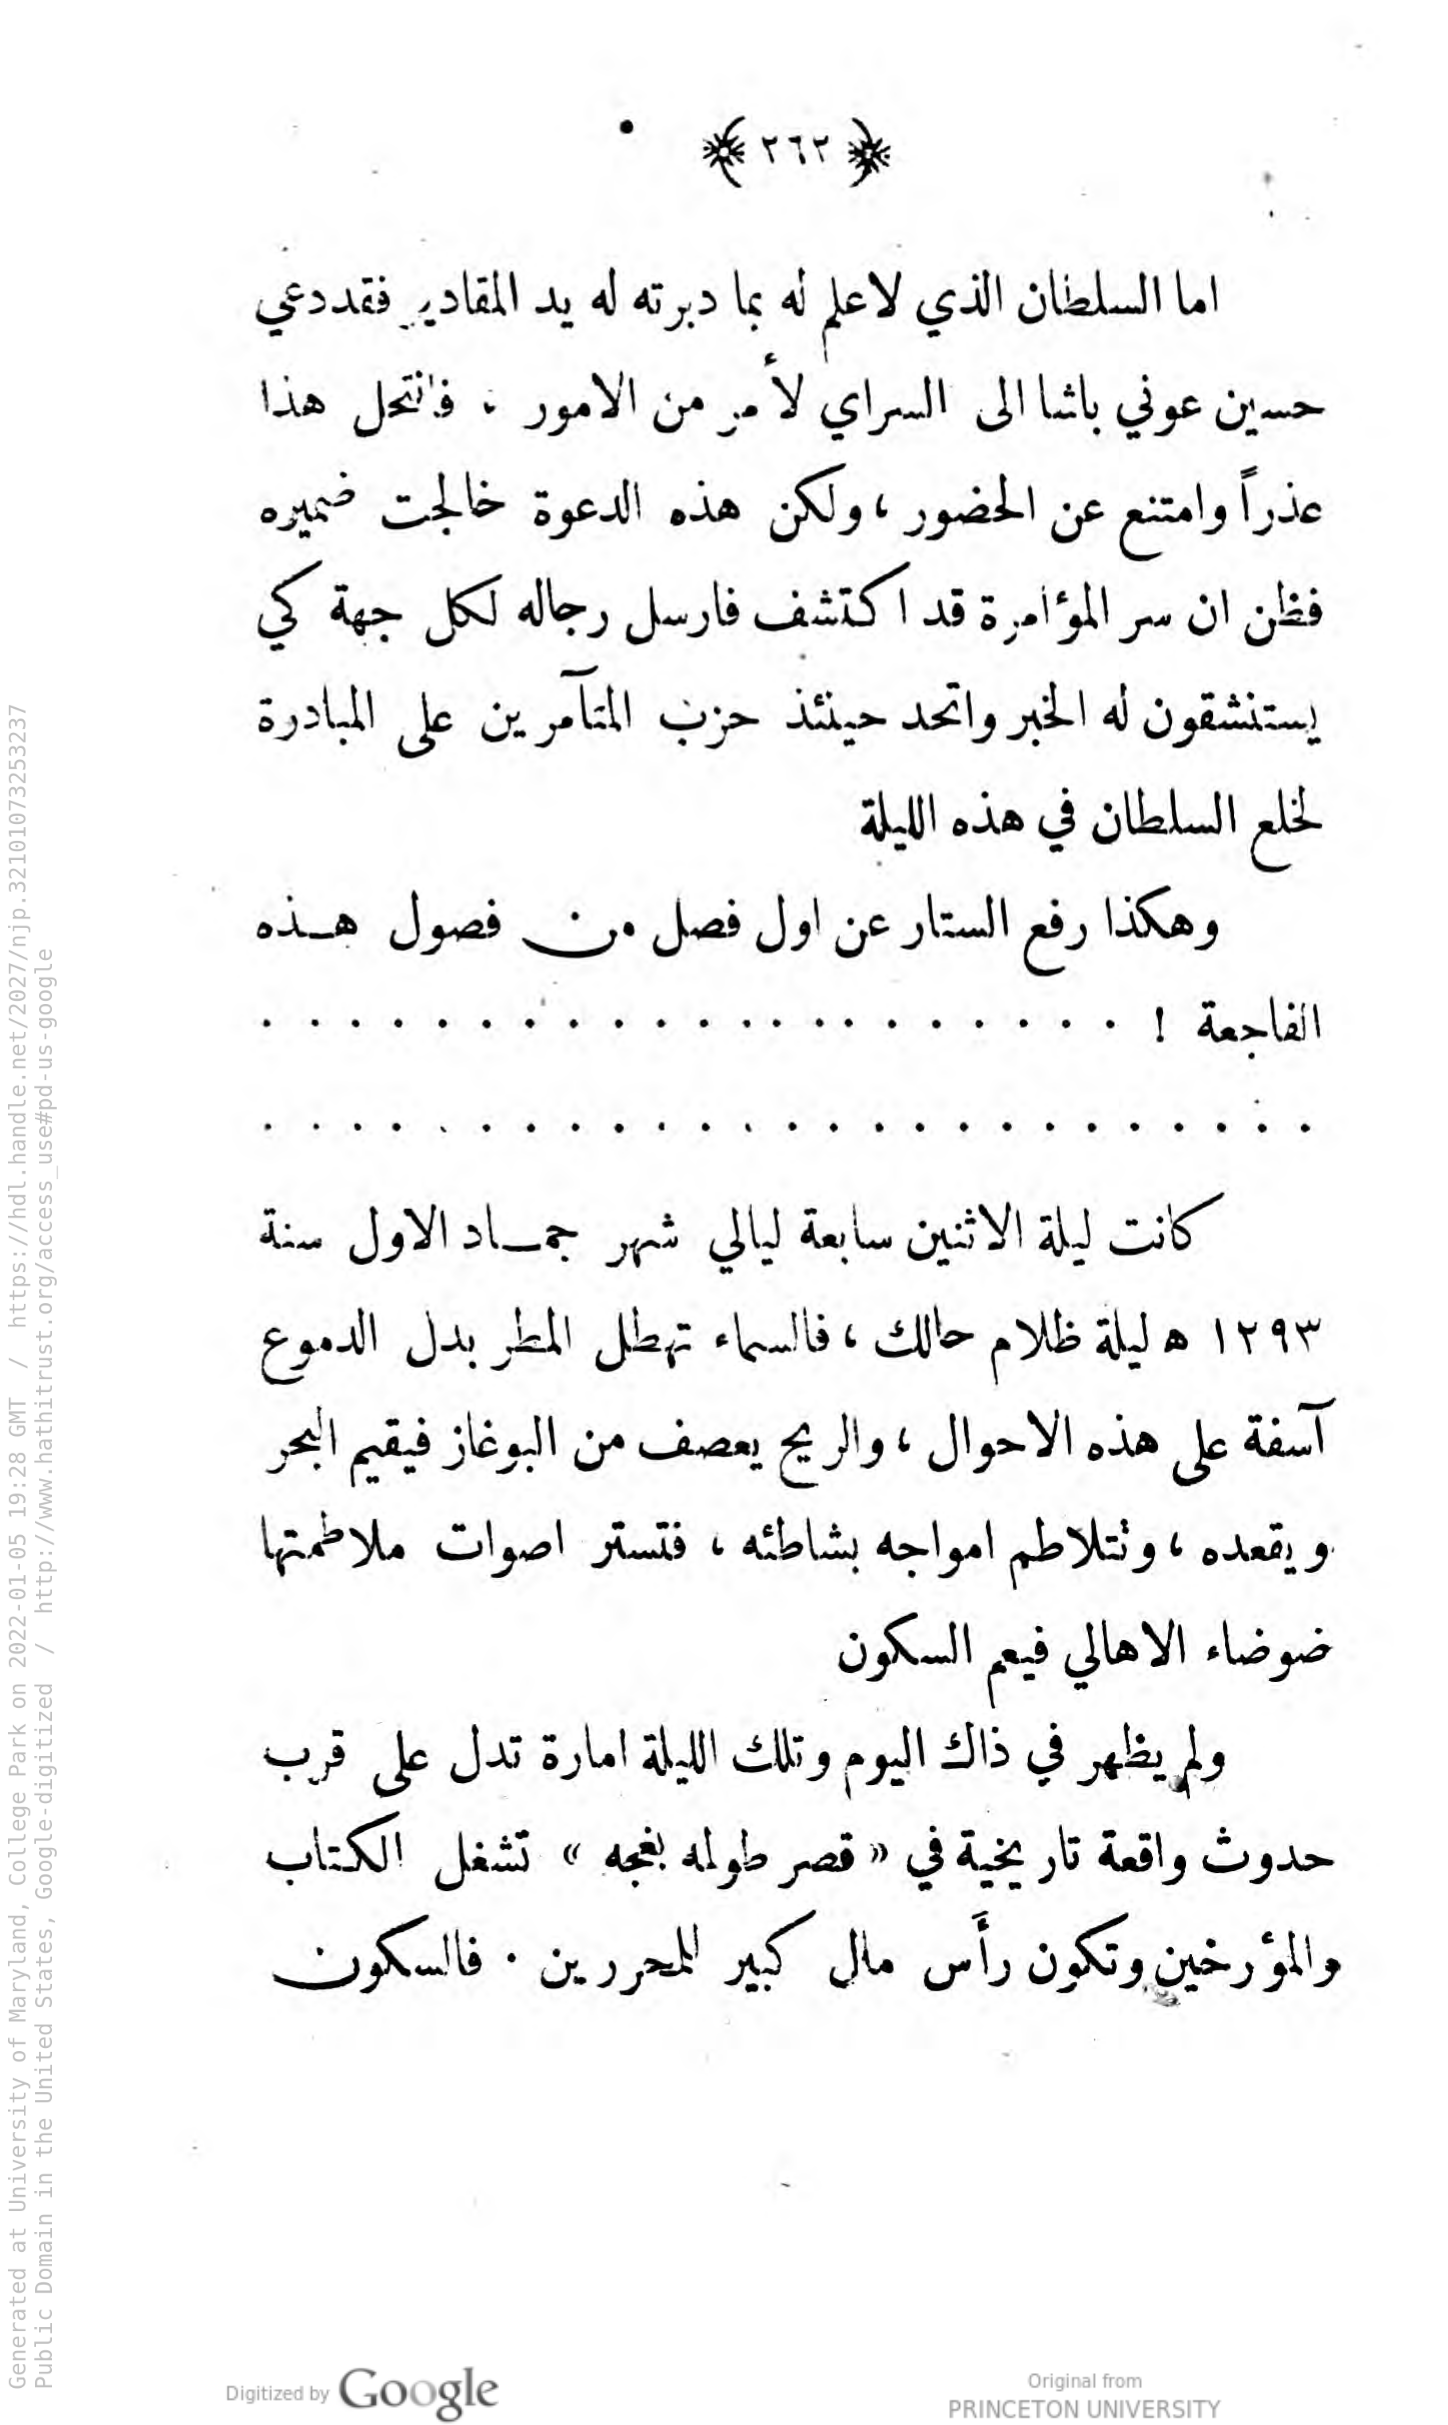 ﴿ ٢٦٢ ﴾
اما السلطان الذي لاعلم له بما دبرته له يد المقادير فقددعي
حسين عوني باشا الى السراي لأمر من الامور ، فانتحل هذا
عذراً وامتنع عن الحضور ، ولكن هذه الدعوة خالجت ضميره
فظن ان سر المؤامرة قد اكتشف فارسل رجاله لكل جهة كي
يستنشقون له الخبر واتحد حينئذ حزب المتآمرين على المبادرة
لخلع السلطان في هذه الليلة
وهكذا رفع الستار عن اول فصل من فصول هـذه
الفاجعة ! . . . . . . . . . . . . . . . . . . . .
. . . . . . . . . . . . . . . . . . . . . . . . .
كانت ليلة الاثنين سابعة ليالي شهر جمـاد الاول سنة
١٢٩٣ ه ليلة ظلام حالك ، فالسماء تهطل المطر بدل الدموع
آسفة على هذه الاحوال ، والريح يعصف من البوغاز فيقيم البحر
ويقعده ، وتتلاطم امواجه بشاطئه ، فتستر اصوات ملاطمتها
ضوضاء الاهالي فيعم السكون
ولم يظهر في ذاك اليوم وتلك الليلة امارة تدل على قرب
حدوث واقعة تاريخية في « قصر طولمه بغجه » تشغل الكتاب
والمؤرخين وتكون رأَس مال كبير للمحررين . فالسكون
Generated at University of Maryland, College Park on 2022-01-05 19:28 GMT / https://hdl.handle.net/2027/njp.32101073253237
Public Domain in the United States, Google-digitized / http://www.hathitrust.org/access_use#pd-us-google
Digitized by Google
Original from
PRINCETON UNIVERSITY